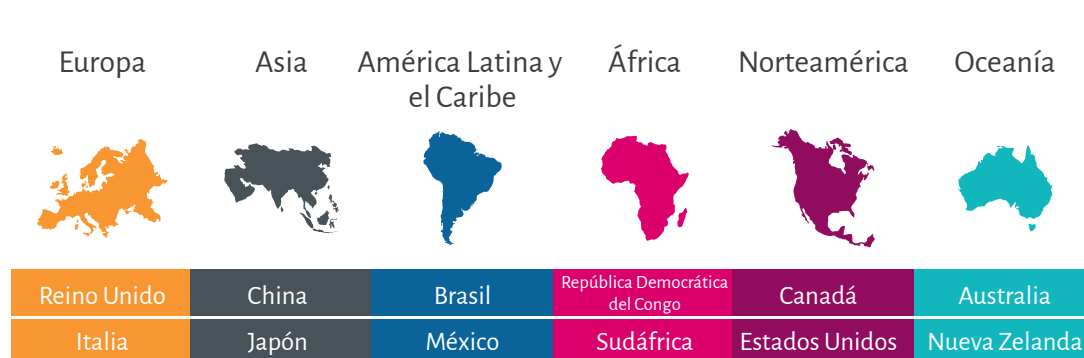 Europa
Asia
América Latina y
el Caribe
África
Norteamérica
Oceanía
Reino Unido
China
Brasil
República Democrática
del Congo
Canadá
Australia
Italia
Japón
México
Sudáfrica
Estados Unidos
Nueva Zelanda